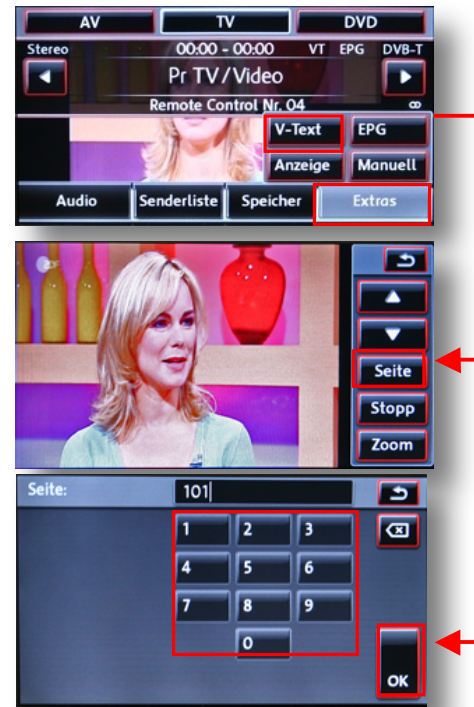 AV TV DVD
Stereo 00:00 - 00:00 VT EPG DVB-T
Pr TV/Video
Remote Control Nr. 04
V-Text EPG
Anzeige Manuell
Audio Senderliste Speicher Extras
ZDF
Seite
Stopp
Zoom
Seite: 101
1 2 3
4 5 6
7 8 9
0
OK